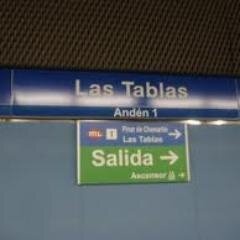 Las Tablas
Andén 1
ML 1 Pinar de Chamartín →
Las Tablas
Salida →
Ascensor →